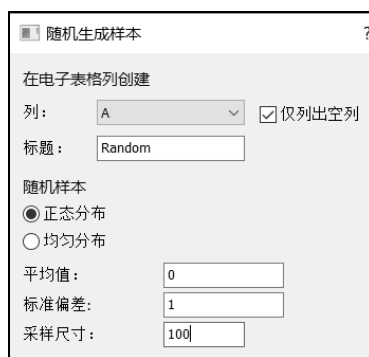 随机生成样本 ?
在电子表格列创建
列： A 仅列出空列
标题： Random
随机样本
正态分布
均匀分布
平均值： 0
标准偏差: 1
采样尺寸： 100